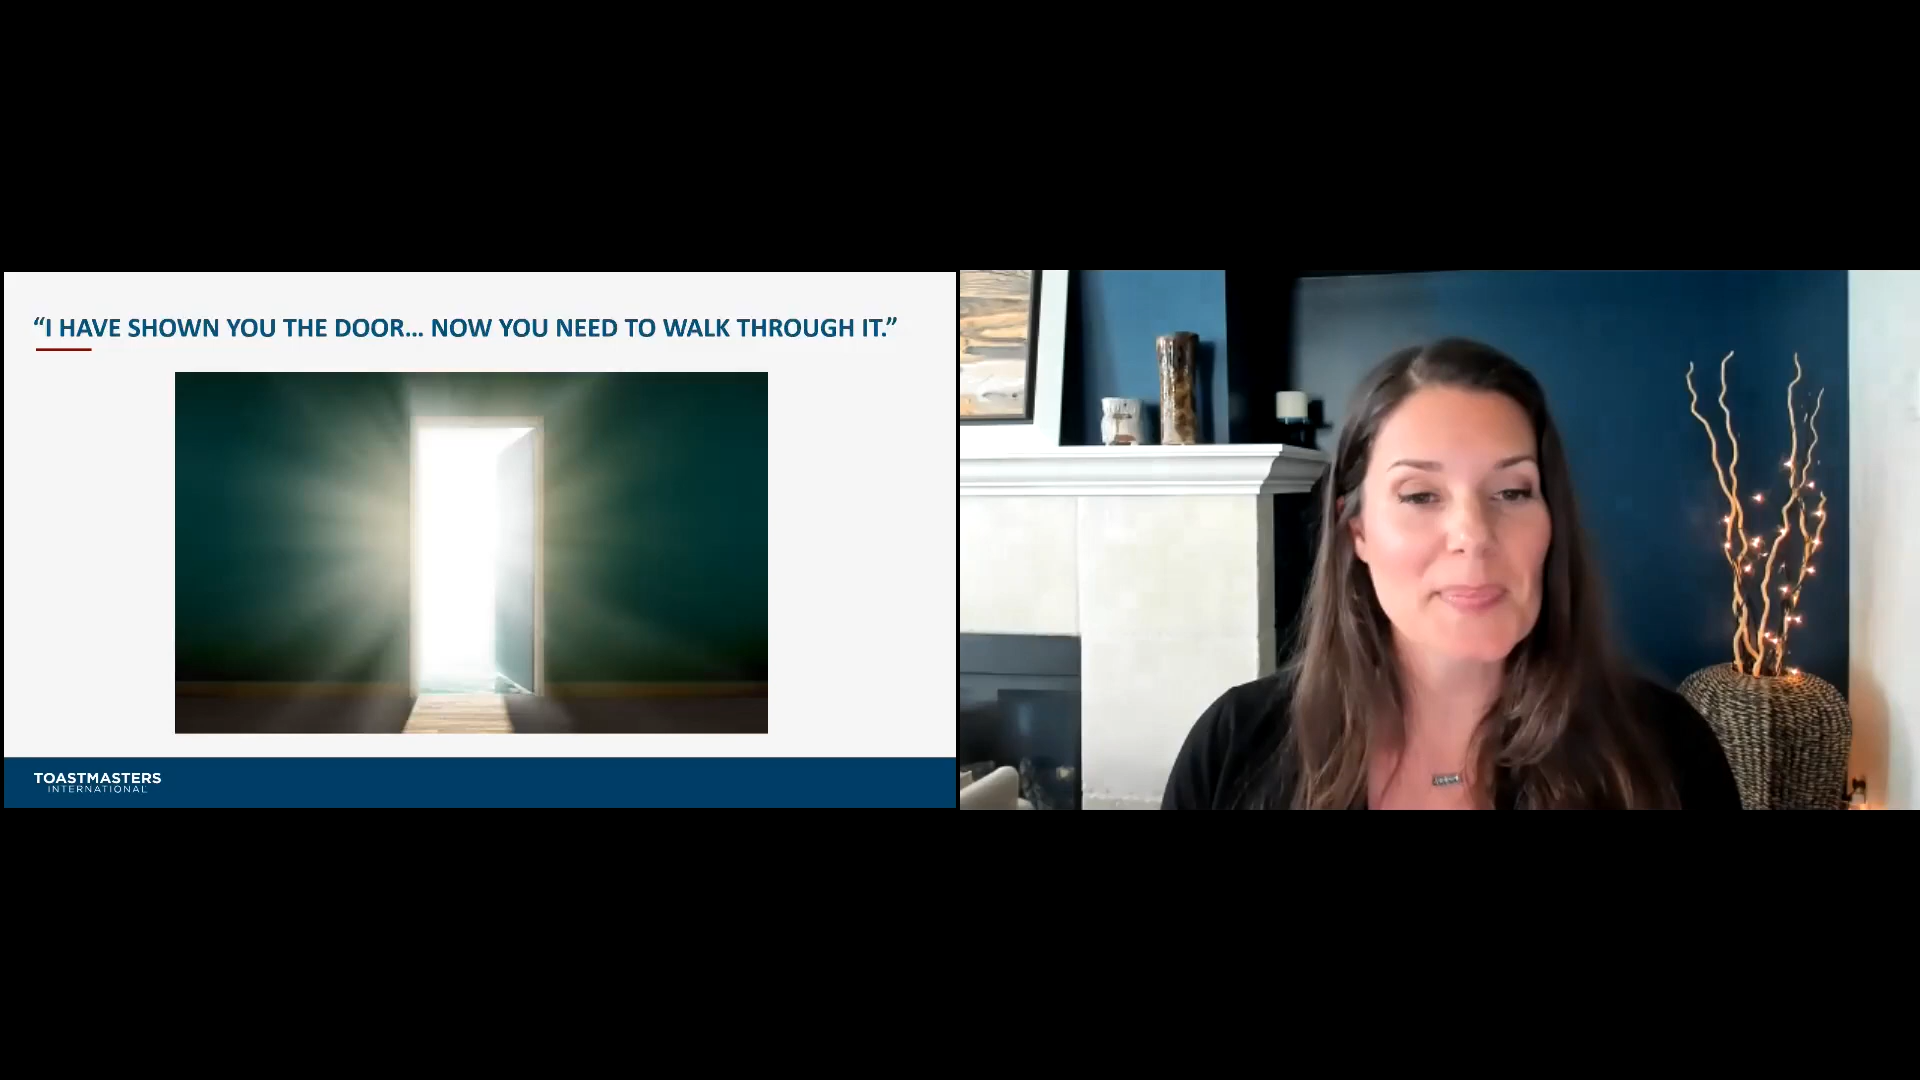 “I HAVE SHOWN YOU THE DOOR... NOW YOU NEED TO WALK THROUGH IT.”
TOASTMASTERS
INTERNATIONAL